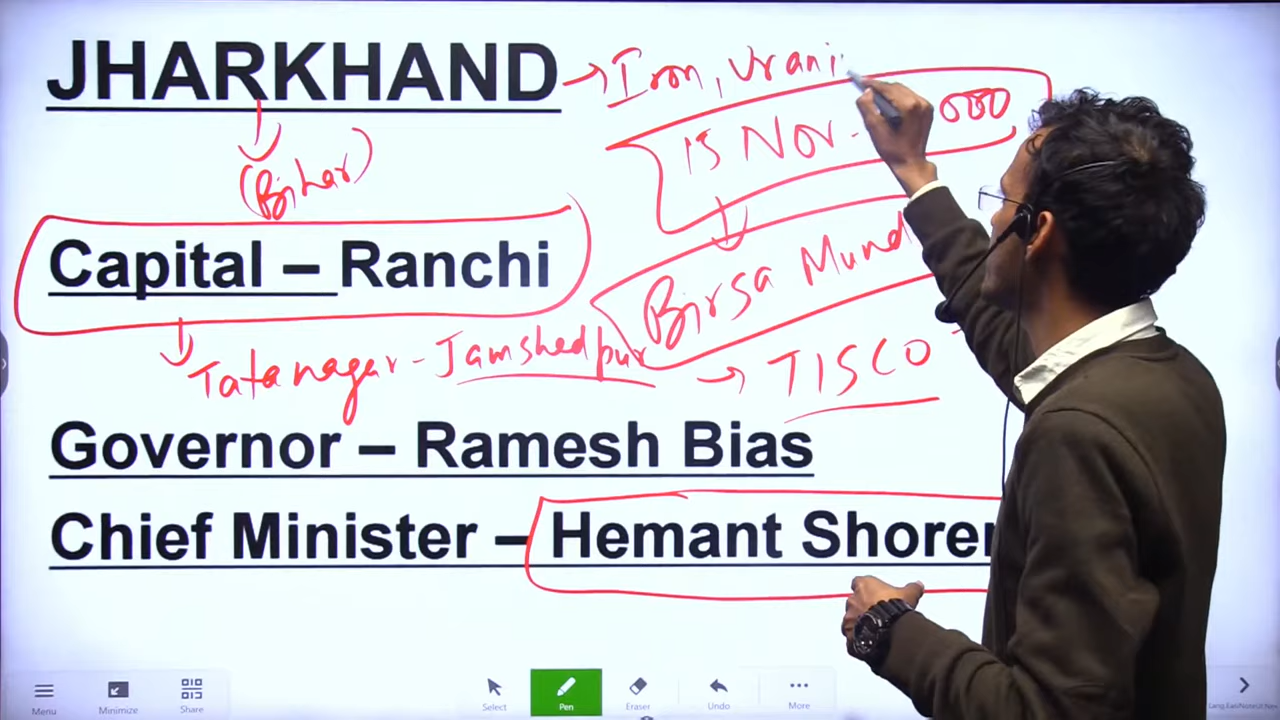 JHARKHAND → Iron, Urani
(Bihar)
15 Nov - 000
Capital – Ranchi
Birsa Mund
Tatanagar - Jamshedpur
→ TISCO
Governor – Ramesh Bias
Chief Minister – Hemant Shoren
Menu
Minimize
Share
Select
Pen
Eraser
Undo
More